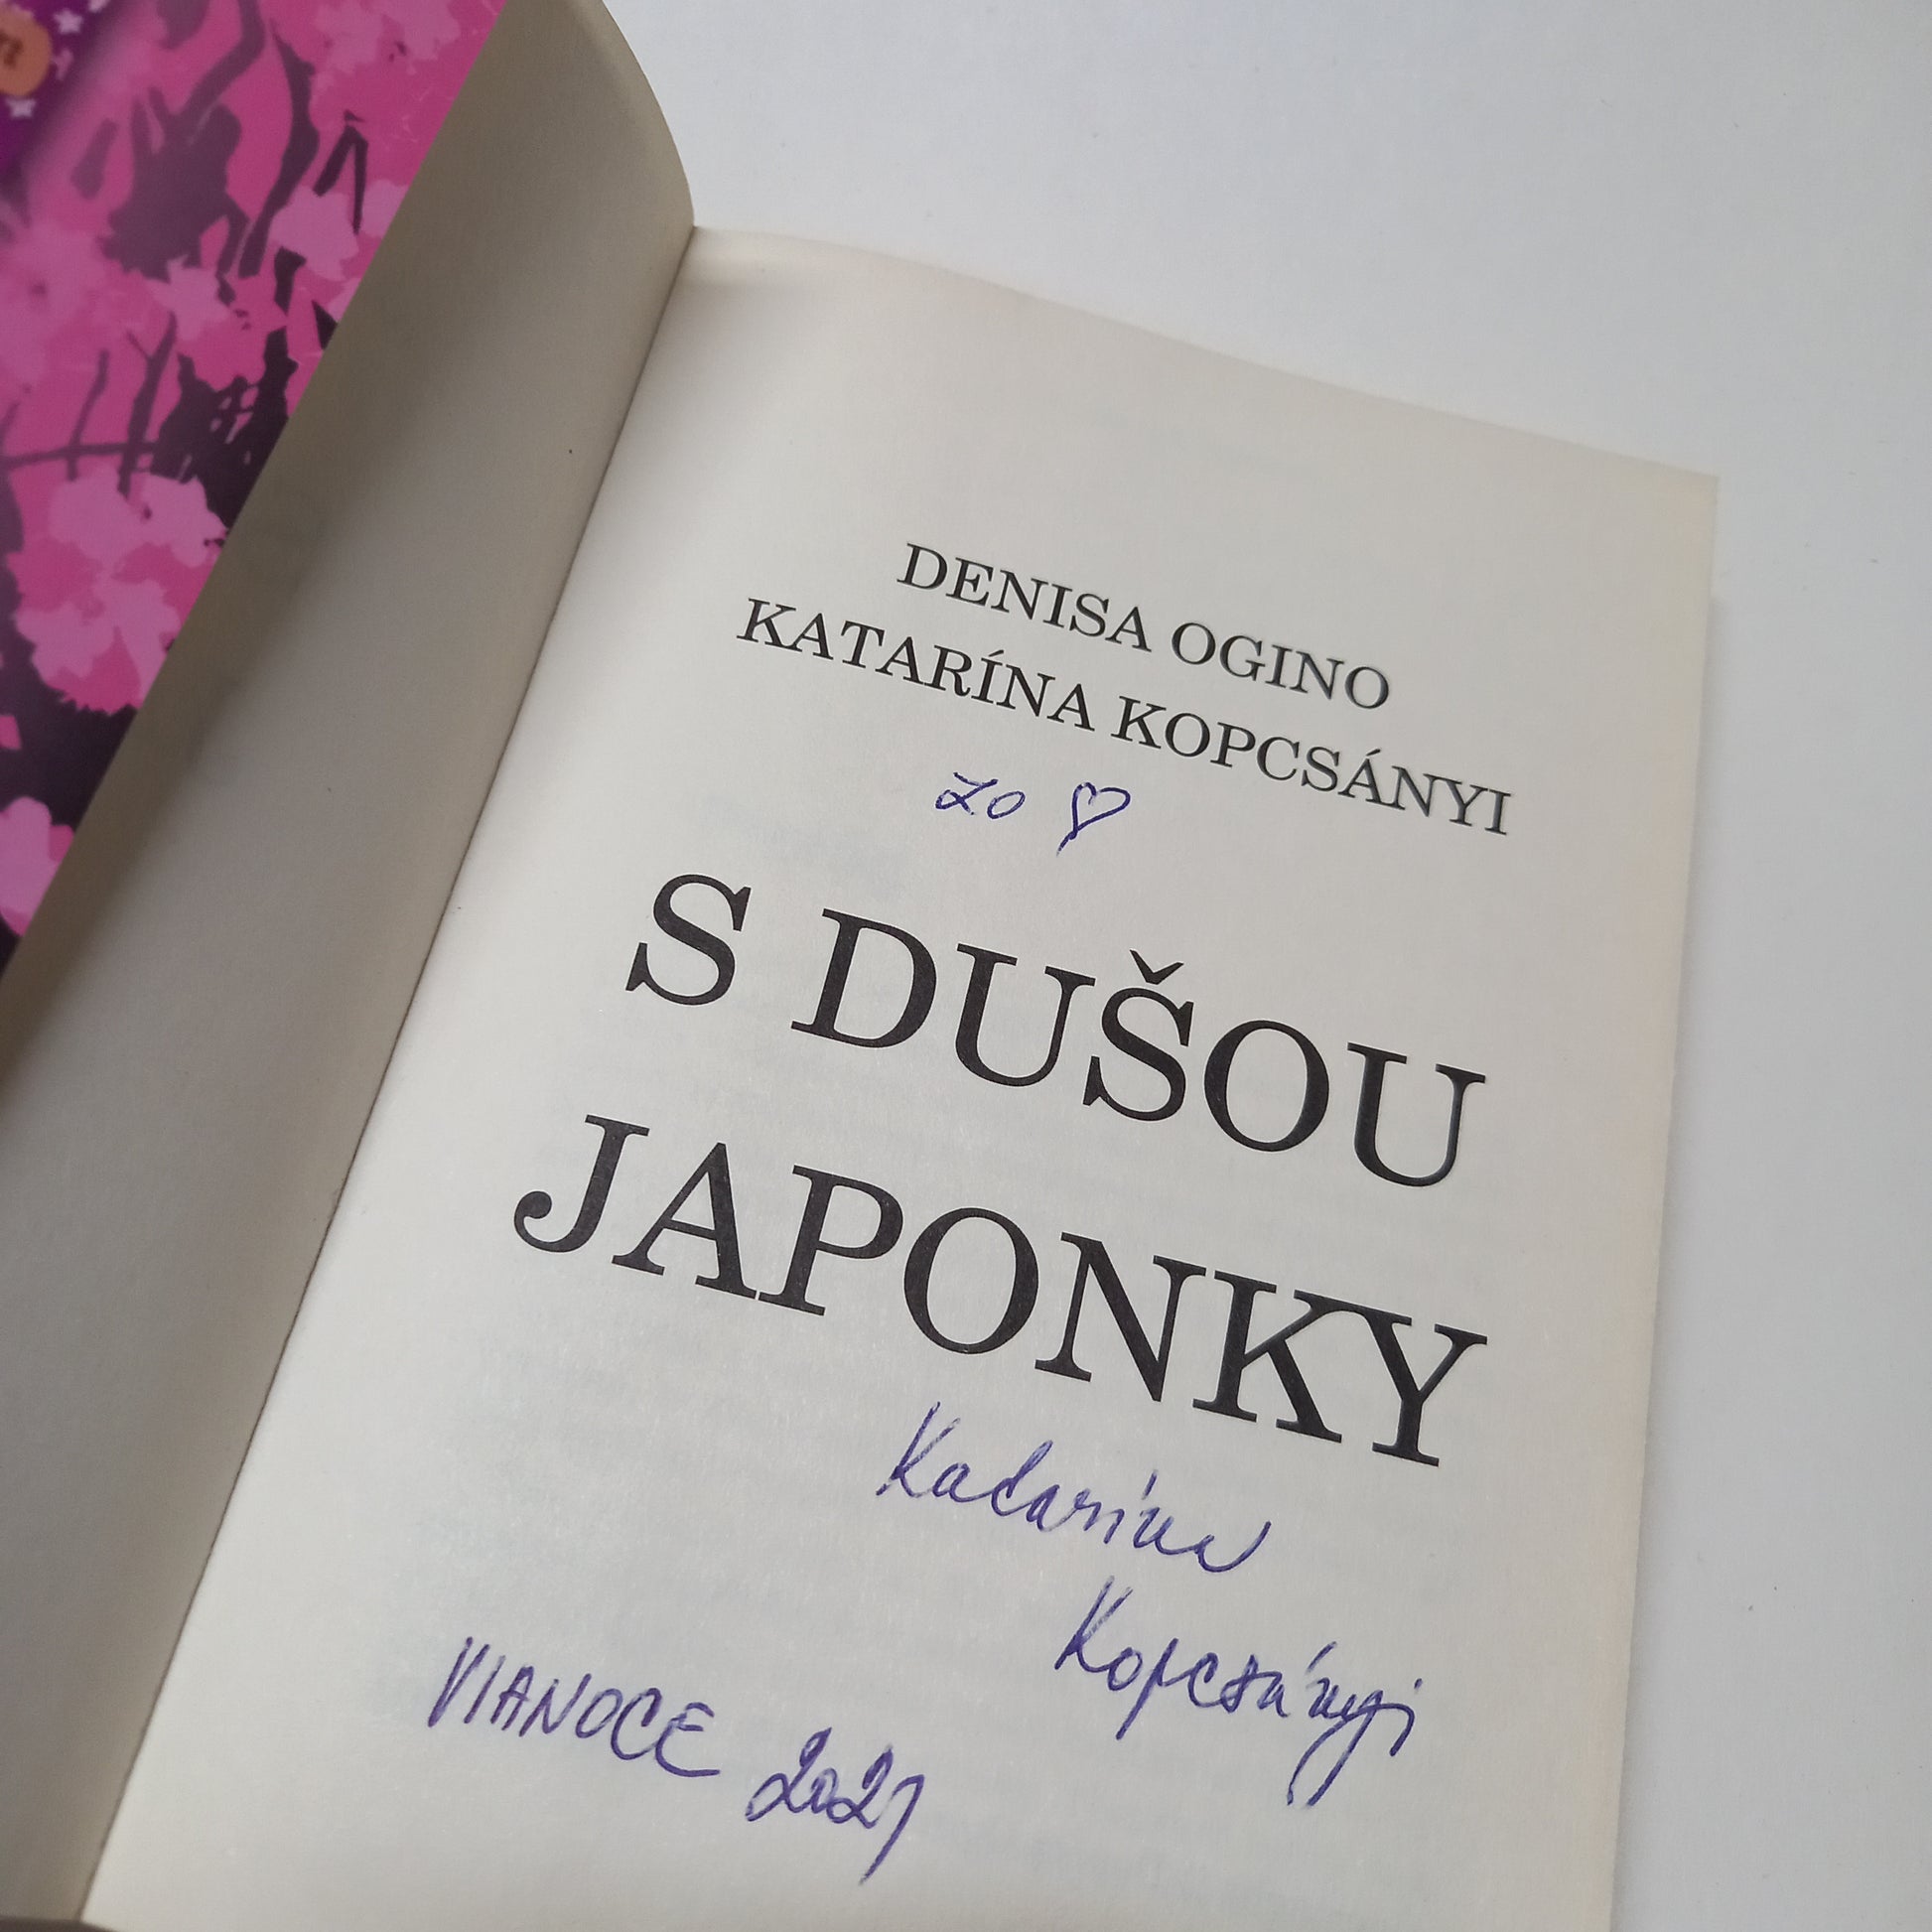 DENISA OGINO
KATARÍNA KOPCSÁNYI
zo ♡
S DUŠOU
JAPONKY
Katarína
Kopcsányi
VIANOCE 2021